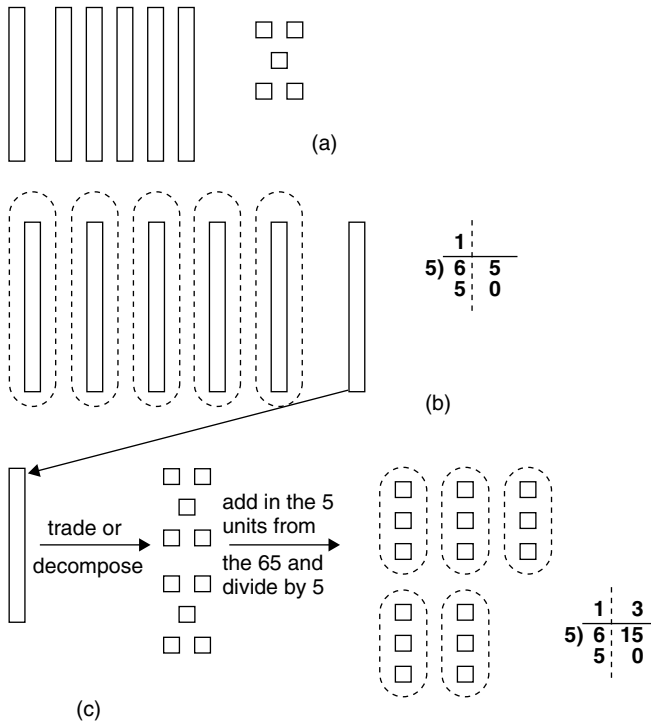 (a)
1
5) 6 5
5 0
(b)
trade or
decompose
add in the 5
units from
the 65 and
divide by 5
1 3
5) 6 15
5 0
(c)